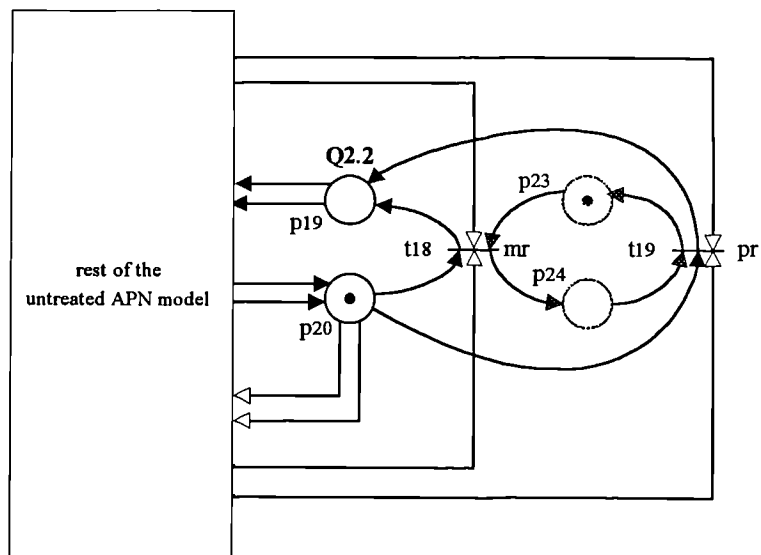 Q2.2
p23
p19
t18
mr
t19
pr
p24
rest of the
untreated APN model
p20